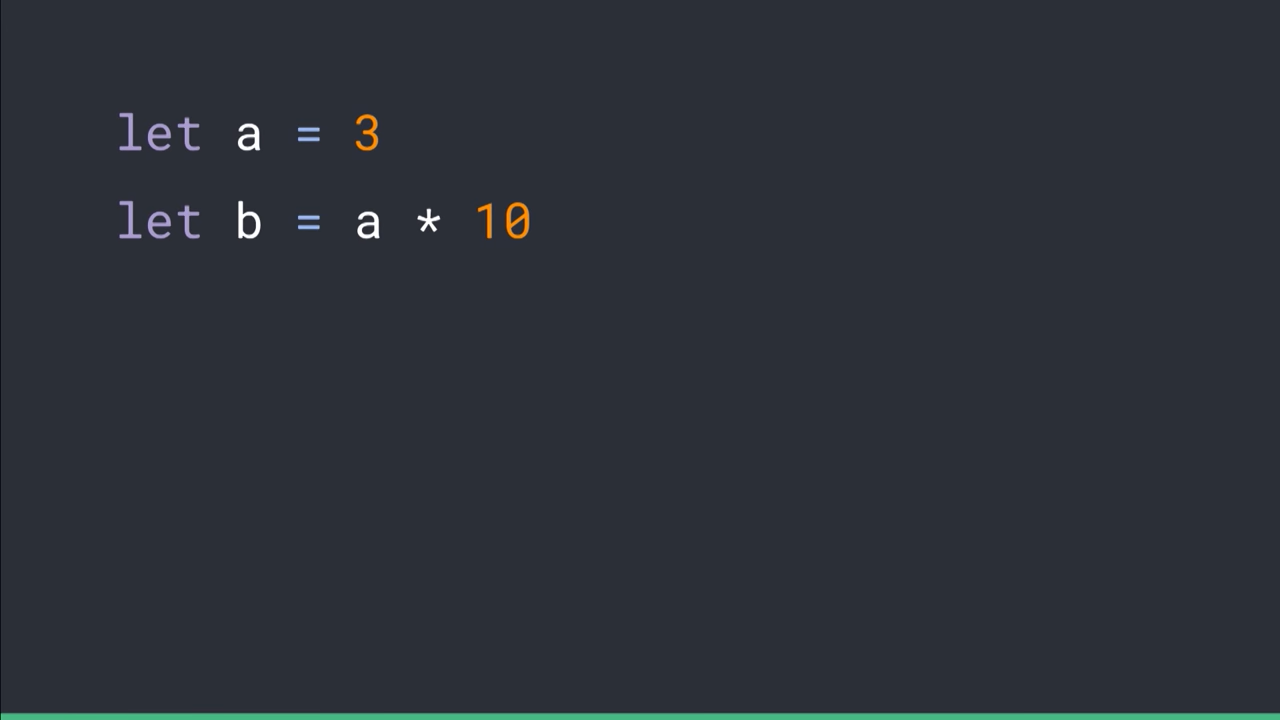 let a = 3
let b = a * 10